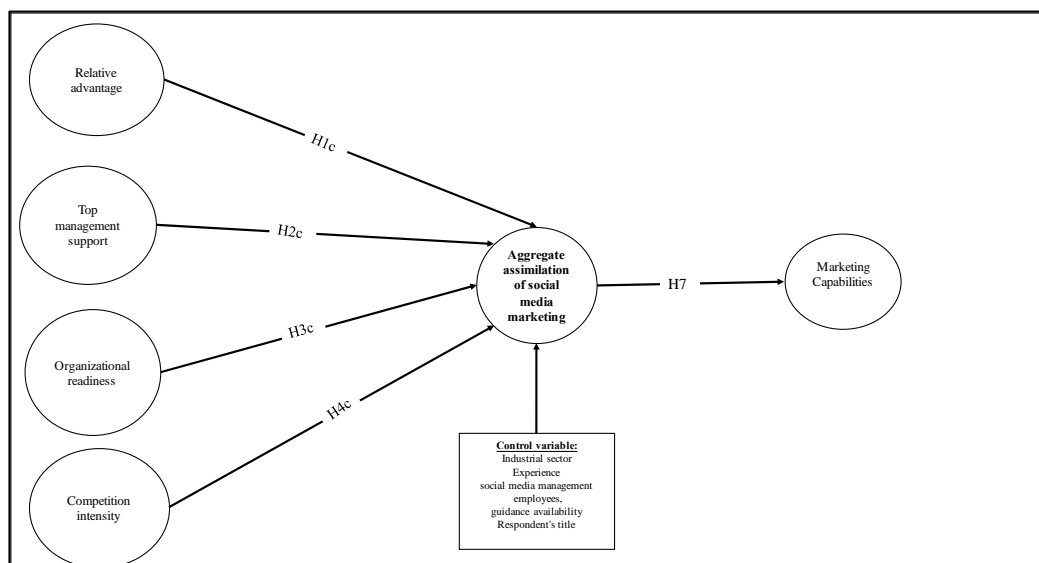 Relative
advantage
H1c
Top
management
support
H2c
Organizational
readiness
H3c
Competition
intensity
H4c
Aggregate
assimilation
of social
media
marketing
H7
Marketing
Capabilities
Control variable:
Industrial sector
Experience
social media management
employees,
guidance availability
Respondent's title